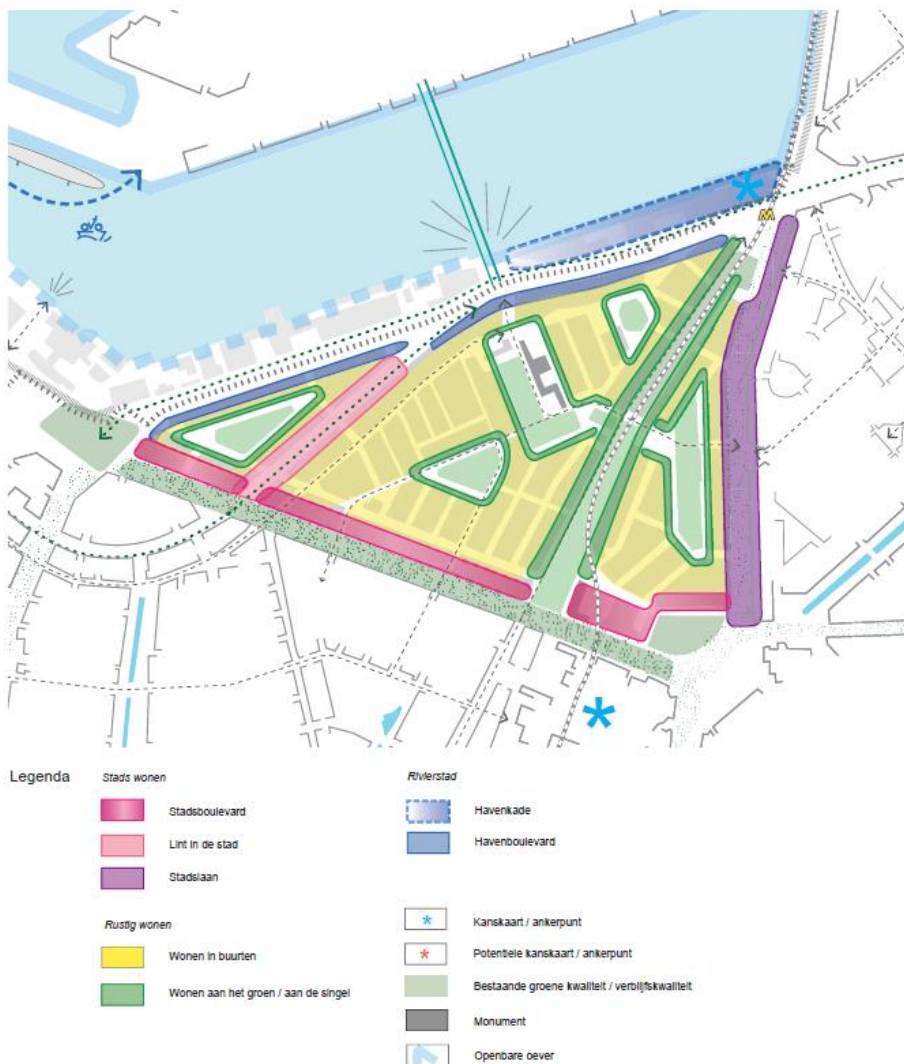 M
Legenda
Stads wonen
Stadsboulevard
Lint in de stad
Stadslaan
Rustig wonen
Wonen in buurten
Wonen aan het groen / aan de singel
Rivierstad
Havenkade
Havenboulevard
Kanskaart / ankerpunt
Potentiele kanskaart / ankerpunt
Bestaande groene kwaliteit / verblijfskwaliteit
Monument
Openbare oever